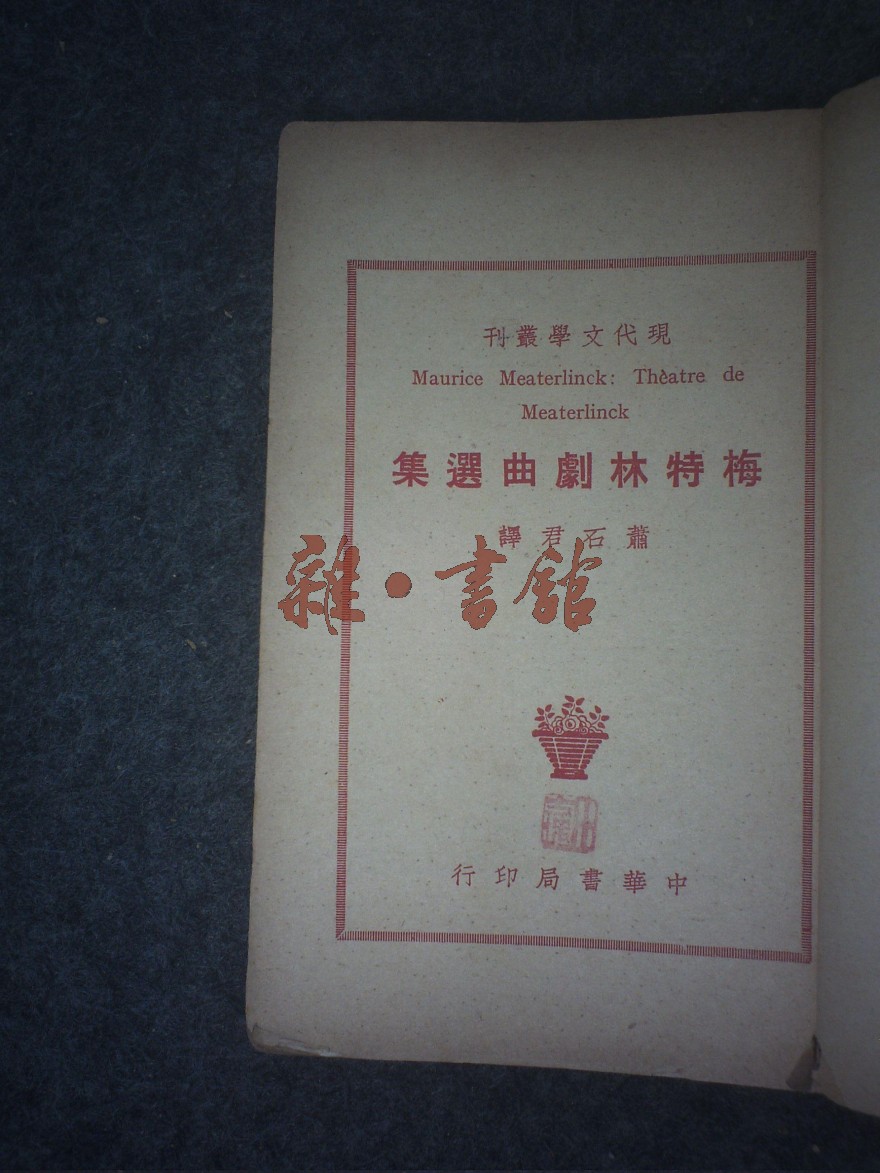 現代文學叢刊
Maurice Meaterlinck: Thèatre de
Meaterlinck
梅特林劇曲選集
蕭石君譯
雜·書館
中華書局印行